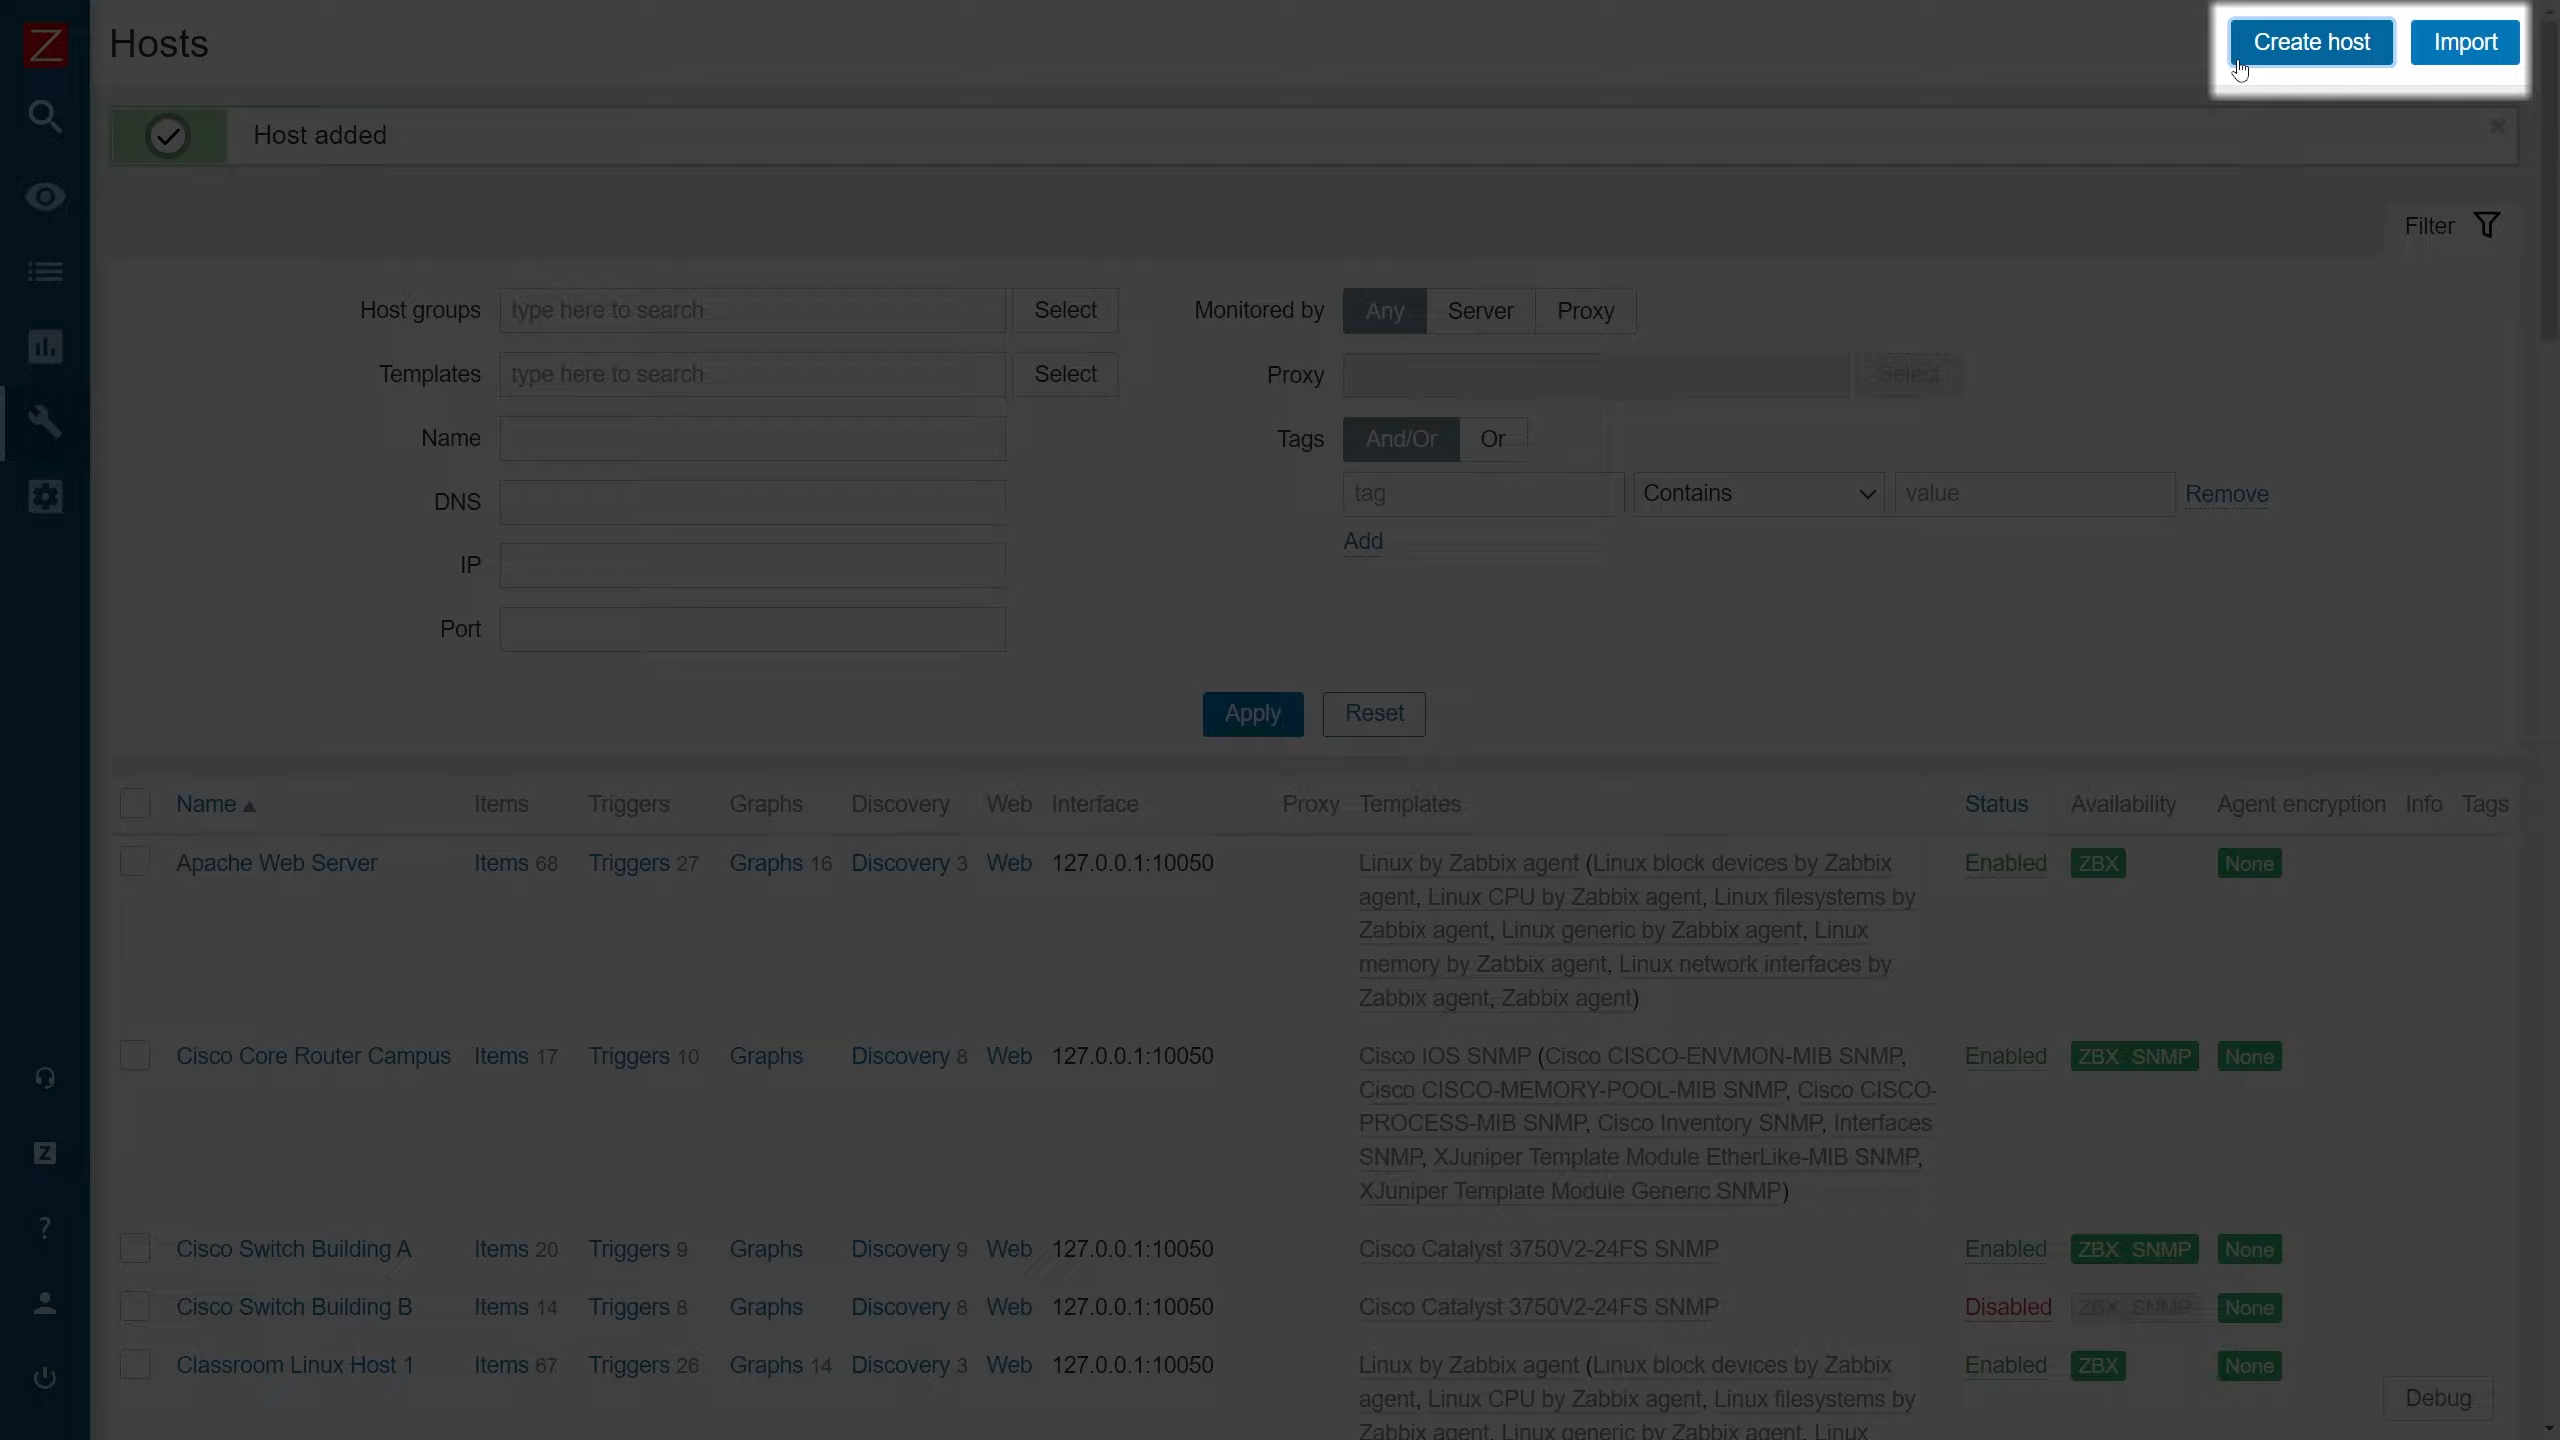 Z
Hosts
Create host
Import
Host added
Filter
Host groups
type here to search
Select
Monitored by
Any
Server
Proxy
Templates
type here to search
Select
Proxy
Select
Name
Tags
And/Or
Or
DNS
tag
Contains
value
Remove
Add
IP
Port
Apply
Reset
Name Items Triggers Graphs Discovery Web Interface Proxy Templates Status Availability Agent encryption Info Tags
Apache Web Server Items 68 Triggers 27 Graphs 16 Discovery 3 Web 127.0.0.1:10050 Linux by Zabbix agent (Linux block devices by Zabbix Enabled ZBX None
agent, Linux CPU by Zabbix agent, Linux filesystems by
Zabbix agent, Linux generic by Zabbix agent, Linux
memory by Zabbix agent, Linux network interfaces by
Zabbix agent, Zabbix agent)
Cisco Core Router Campus Items 17 Triggers 10 Graphs Discovery 8 Web 127.0.0.1:10050 Cisco IOS SNMP (Cisco CISCO-ENVMON-MIB SNMP, Enabled ZBX SNMP None
Cisco CISCO-MEMORY-POOL-MIB SNMP, Cisco CISCO-
PROCESS-MIB SNMP, Cisco Inventory SNMP, Interfaces
SNMP, XJuniper Template Module EtherLike-MIB SNMP,
XJuniper Template Module Generic SNMP)
Z
Cisco Switch Building A Items 20 Triggers 9 Graphs Discovery 9 Web 127.0.0.1:10050 Cisco Catalyst 3750V2-24FS SNMP Enabled ZBX SNMP None
?
Cisco Switch Building B Items 14 Triggers 8 Graphs Discovery 8 Web 127.0.0.1:10050 Cisco Catalyst 3750V2-24FS SNMP Disabled ZBX SNMP None
Classroom Linux Host 1 Items 67 Triggers 26 Graphs 14 Discovery 3 Web 127.0.0.1:10050 Linux by Zabbix agent (Linux block devices by Zabbix Enabled ZBX None
agent, Linux CPU by Zabbix agent, Linux filesystems by
Debug
Zabbix agent, Linux generic by Zabbix agent, Linux